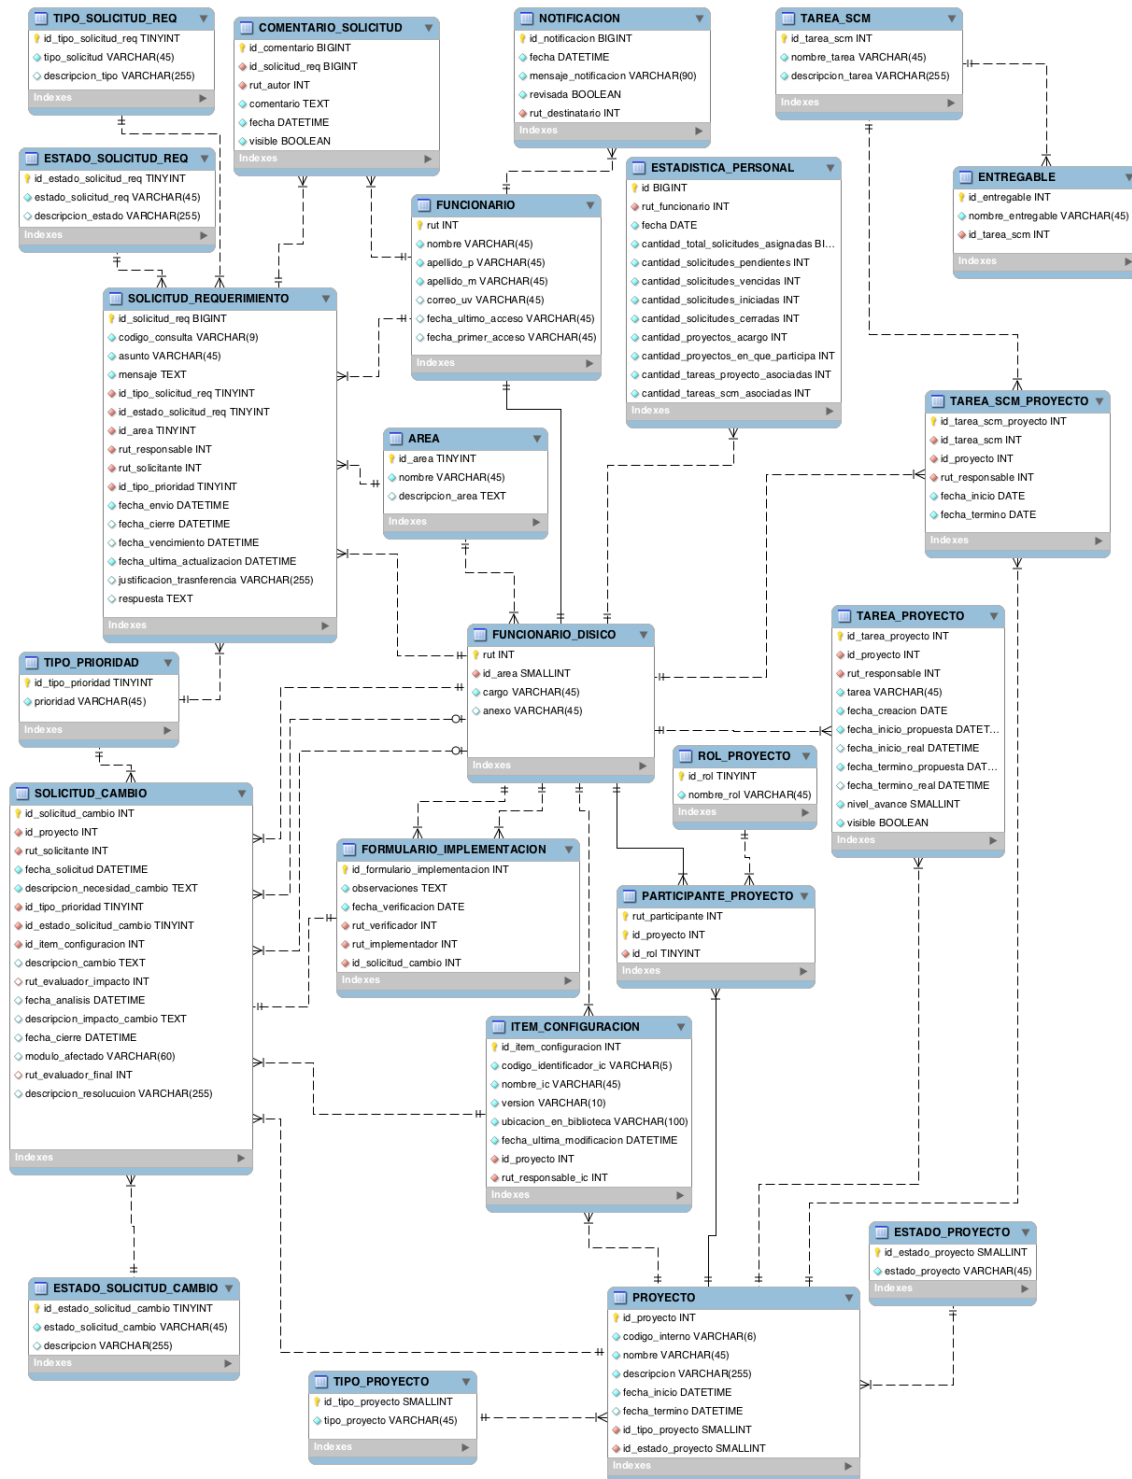 TIPO_SOLICITUD_REQ
id_tipo_solicitud_req TINYINT
tipo_solicitud VARCHAR(45)
descripcion_tipo VARCHAR(255)
Indexes
COMENTARIO_SOLICITUD
id_comentario BIGINT
id_solicitud_req BIGINT
rut_autor INT
comentario TEXT
fecha DATETIME
visible BOOLEAN
Indexes
NOTIFICACION
id_notificacion BIGINT
fecha DATETIME
mensaje_notificacion VARCHAR(90)
revisada BOOLEAN
rut_destinatario INT
Indexes
TAREA_SCM
id_tarea_scm INT
nombre_tarea VARCHAR(45)
descripcion_tarea VARCHAR(255)
Indexes
ESTADO_SOLICITUD_REQ
id_estado_solicitud_req TINYINT
estado_solicitud_req VARCHAR(45)
descripcion_estado VARCHAR(255)
Indexes
ESTADISTICA_PERSONAL
id BIGINT
rut_funcionario INT
fecha DATE
cantidad_total_solicitudes_asignadas BI...
cantidad_solicitudes_pendientes INT
cantidad_solicitudes_vencidas INT
cantidad_solicitudes_iniciadas INT
cantidad_solicitudes_cerradas INT
cantidad_proyectos_acargo INT
cantidad_proyectos_en_que_participa INT
cantidad_tareas_proyecto_asociadas INT
cantidad_tareas_scm_asociadas INT
Indexes
ENTREGABLE
id_entregable INT
nombre_entregable VARCHAR(45)
id_tarea_scm INT
Indexes
FUNCIONARIO
rut INT
nombre VARCHAR(45)
apellido_p VARCHAR(45)
apellido_m VARCHAR(45)
correo_uv VARCHAR(45)
fecha_ultimo_acceso VARCHAR(45)
fecha_primer_acceso VARCHAR(45)
Indexes
SOLICITUD_REQUERIMIENTO
id_solicitud_req BIGINT
codigo_consulta VARCHAR(9)
asunto VARCHAR(45)
mensaje TEXT
id_tipo_solicitud_req TINYINT
id_estado_solicitud_req TINYINT
id_area TINYINT
rut_responsable INT
rut_solicitante INT
id_tipo_prioridad TINYINT
fecha_envio DATETIME
fecha_cierre DATETIME
fecha_vencimiento DATETIME
fecha_ultima_actualizacion DATETIME
justificacion_trasnferencia VARCHAR(255)
respuesta TEXT
Indexes
AREA
id_area TINYINT
nombre VARCHAR(45)
descripcion_area TEXT
Indexes
TAREA_SCM_PROYECTO
id_tarea_scm_proyecto INT
id_tarea_scm INT
id_proyecto INT
rut_responsable INT
fecha_inicio DATE
fecha_termino DATE
Indexes
FUNCIONARIO_DISICO
rut INT
id_area SMALLINT
cargo VARCHAR(45)
anexo VARCHAR(45)
Indexes
TAREA_PROYECTO
id_tarea_proyecto INT
id_proyecto INT
rut_responsable INT
tarea VARCHAR(45)
fecha_creacion DATE
fecha_inicio_propuesta DATET...
fecha_inicio_real DATETIME
fecha_termino_propuesta DAT...
fecha_termino_real DATETIME
nivel_avance SMALLINT
visible BOOLEAN
Indexes
TIPO_PRIORIDAD
id_tipo_prioridad TINYINT
prioridad VARCHAR(45)
Indexes
ROL_PROYECTO
id_rol TINYINT
nombre_rol VARCHAR(45)
Indexes
SOLICITUD_CAMBIO
id_solicitud_cambio INT
id_proyecto INT
rut_solicitante INT
fecha_solicitud DATETIME
descripcion_necesidad_cambio TEXT
id_tipo_prioridad TINYINT
id_estado_solicitud_cambio TINYINT
id_item_configuracion INT
descripcion_cambio TEXT
rut_evaluador_impacto INT
fecha_analisis DATETIME
descripcion_impacto_cambio TEXT
fecha_cierre DATETIME
modulo_afectado VARCHAR(60)
rut_evaluador_final INT
descripcion_resolucuion VARCHAR(255)
Indexes
FORMULARIO_IMPLEMENTACION
id_formulario_implementacion INT
observaciones TEXT
fecha_verificacion DATE
rut_verificador INT
rut_implementador INT
id_solicitud_cambio INT
Indexes
PARTICIPANTE_PROYECTO
rut_participante INT
id_proyecto INT
id_rol TINYINT
Indexes
ITEM_CONFIGURACION
id_item_configuracion INT
codigo_identificador_ic VARCHAR(5)
nombre_ic VARCHAR(45)
version VARCHAR(10)
ubicacion_en_biblioteca VARCHAR(100)
fecha_ultima_modificacion DATETIME
id_proyecto INT
rut_responsable_ic INT
Indexes
ESTADO_PROYECTO
id_estado_proyecto SMALLINT
estado_proyecto VARCHAR(45)
Indexes
ESTADO_SOLICITUD_CAMBIO
id_estado_solicitud_cambio TINYINT
estado_solicitud_cambio VARCHAR(45)
descripcion VARCHAR(255)
Indexes
PROYECTO
id_proyecto INT
codigo_interno VARCHAR(6)
nombre VARCHAR(45)
descripcion VARCHAR(255)
fecha_inicio DATETIME
fecha_termino DATETIME
id_tipo_proyecto SMALLINT
id_estado_proyecto SMALLINT
Indexes
TIPO_PROYECTO
id_tipo_proyecto SMALLINT
tipo_proyecto VARCHAR(45)
Indexes